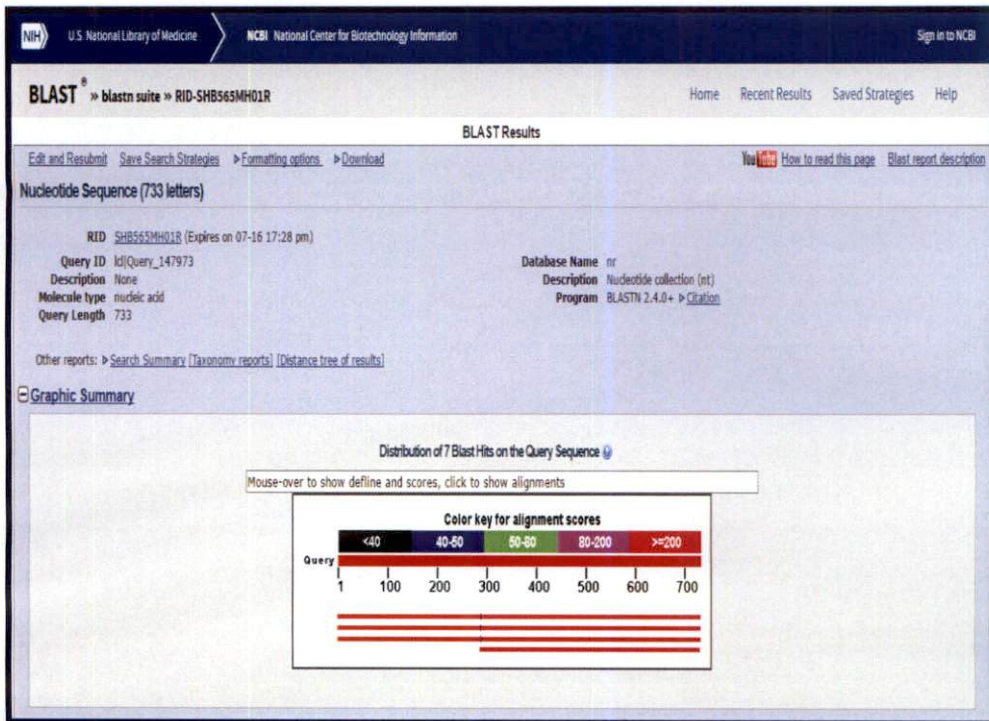 NIH U.S. National Library of Medicine NCBI National Center for Biotechnology Information Sign in to NCBI
BLAST ® » blastn suite » RID-SHB565MH01R Home Recent Results Saved Strategies Help
BLAST Results
Edit and Resubmit Save Search Strategies ▶Formatting options ▶Download YouTube How to read this page Blast report description
Nucleotide Sequence (733 letters)
RID SHB565MH01R (Expires on 07-16 17:28 pm)
Query ID lcl|Query_147973
Description None
Molecule type nucleic acid
Query Length 733
Database Name nr
Description Nucleotide collection (nt)
Program BLASTN 2.4.0+ ▶Citation
Other reports: ▶Search Summary [Taxonomy reports] [Distance tree of results]
Graphic Summary
Distribution of 7 Blast Hits on the Query Sequence
Mouse-over to show defline and scores, click to show alignments
Color key for alignment scores
<40 40-50 50-80 80-200 >=200
Query
1 100 200 300 400 500 600 700